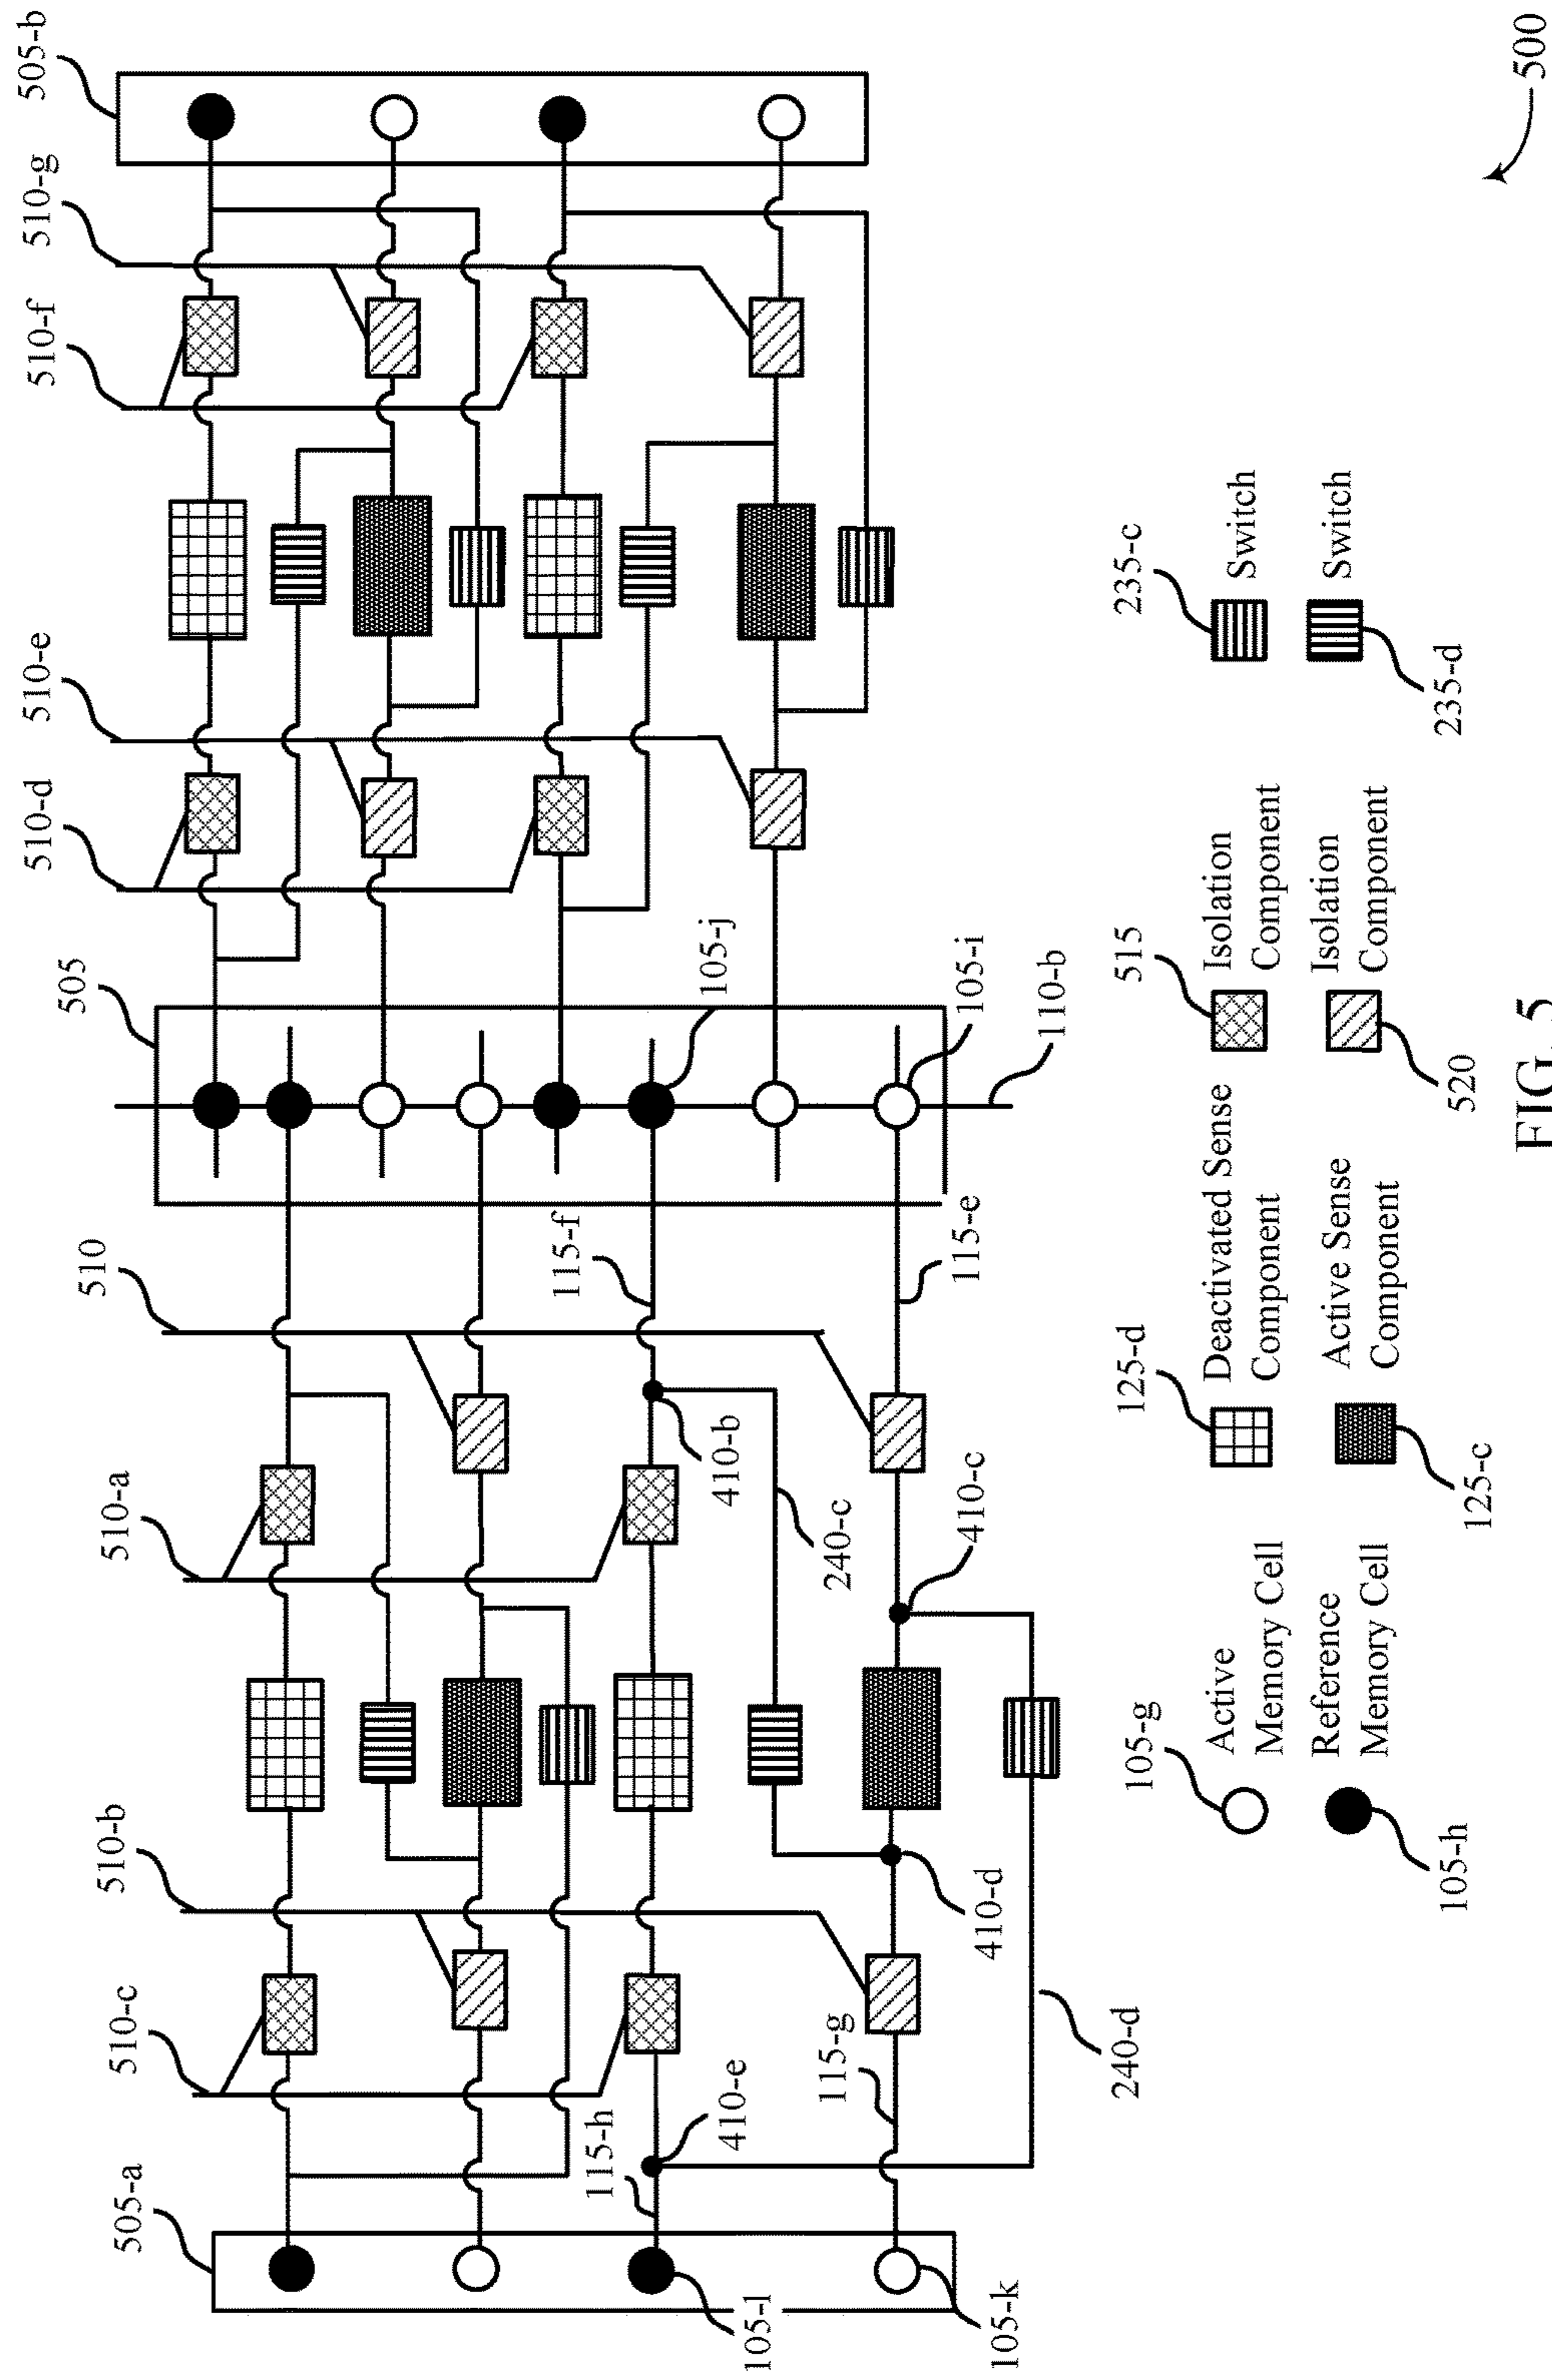 505-a
510-c
510-b
510-a
510
505
510-d
510-e
510-f
510-g
505-b
115-h
410-e
115-g
410-d
240-c
410-b
115-f
115-e
410-c
105-j
105-i
110-b
105-l
105-k
240-d
105-g
Active
Memory Cell
Reference
Memory Cell
105-h
125-d
Deactivated Sense
Component
Active Sense
Component
125-c
515
Isolation
Component
Isolation
Component
520
235-c
Switch
Switch
235-d
500
FIG. 5